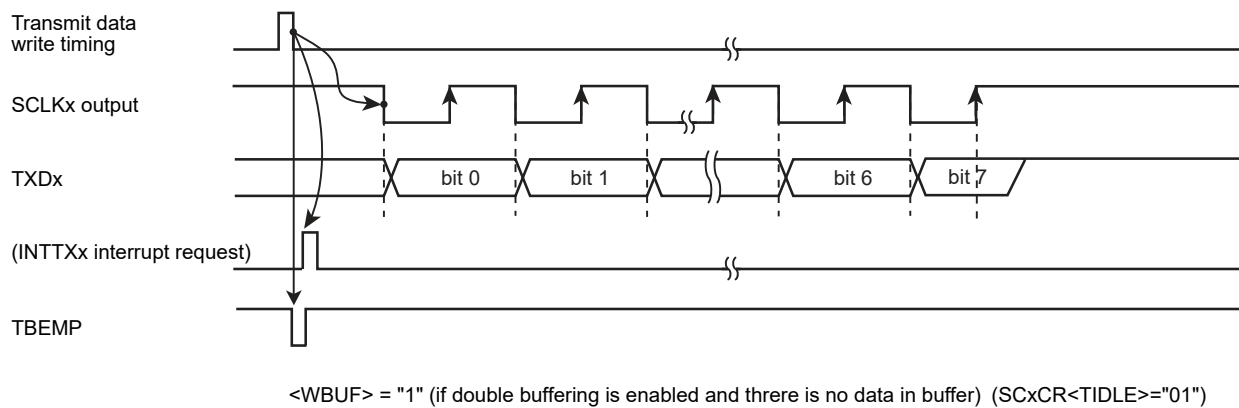 Transmit data
write timing
SCLKx output
TXDx
bit 0
bit 1
bit 6
bit 7
(INTTXx interrupt request)
TBEMP
<WBUF> = "1" (if double buffering is enabled and threre is no data in buffer) (SCxCR<TIDLE>="01")